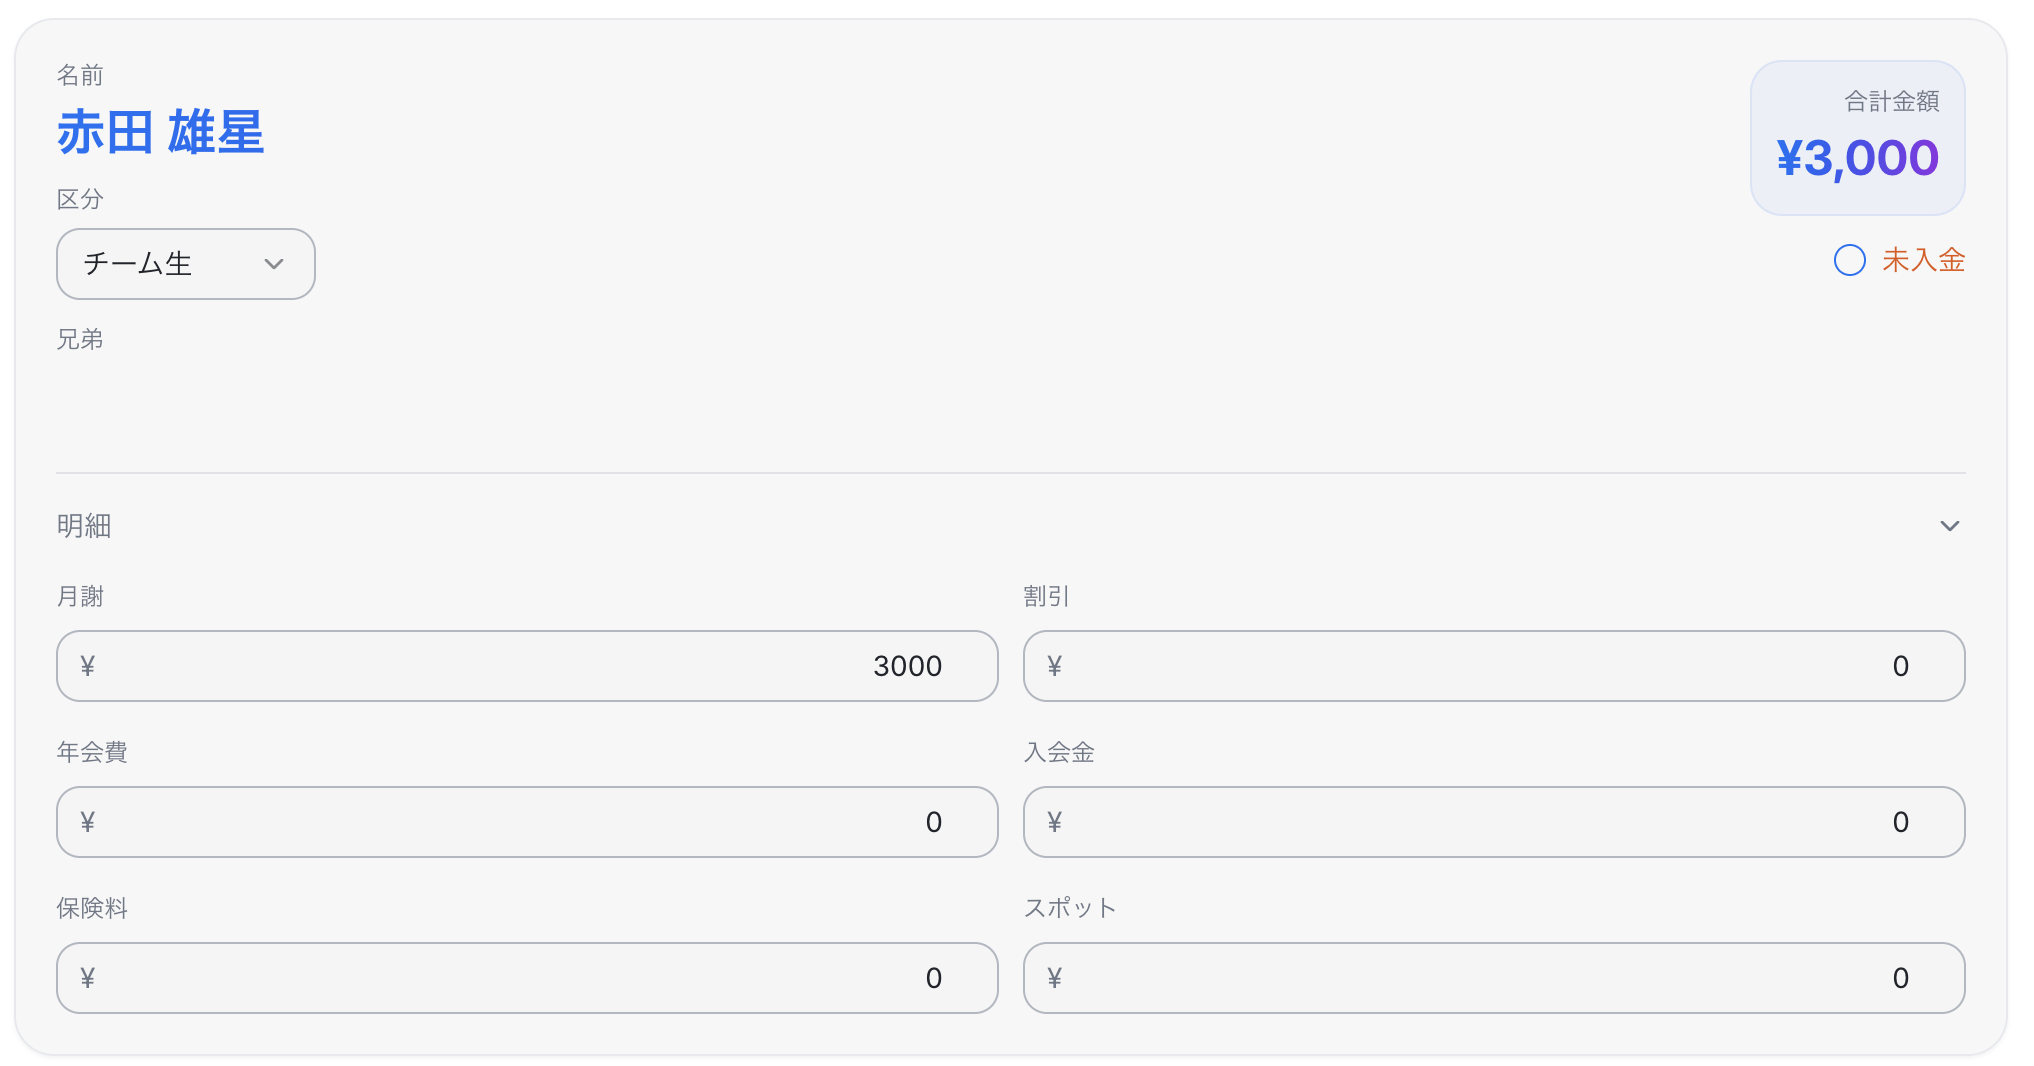 名前
赤田 雄星
区分
チーム生
兄弟
合計金額
¥3,000
未入金
明細
月謝
¥ 3000
割引
¥ 0
年会費
¥ 0
入会金
¥ 0
保険料
¥ 0
スポット
¥ 0